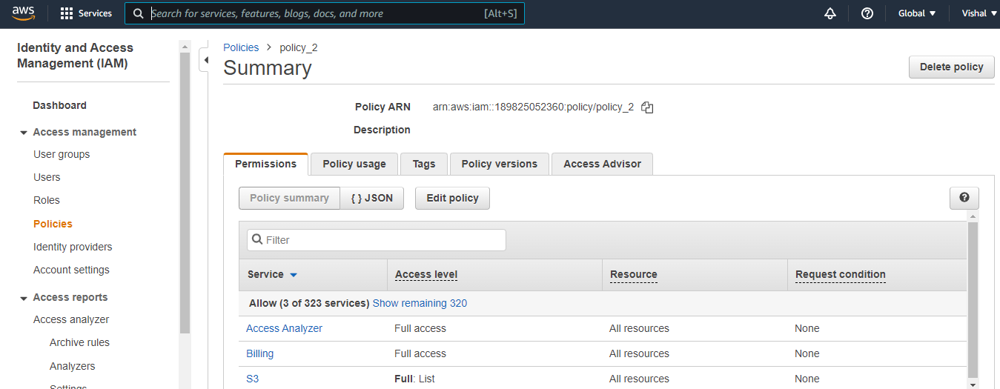 aws Services Search for services, features, blogs, docs, and more [Alt+S] Global Vishal
Identity and Access
Management (IAM)
Dashboard
Access management
User groups
Users
Roles
Policies
Identity providers
Account settings
Access reports
Access analyzer
Archive rules
Analyzers
Settings
Policies > policy_2
Summary
Delete policy
Policy ARN arn:aws:iam::189825052360:policy/policy_2
Description
Permissions Policy usage Tags Policy versions Access Advisor
Policy summary { } JSON Edit policy
Filter
Service Access level Resource Request condition
Allow (3 of 323 services) Show remaining 320
Access Analyzer Full access All resources None
Billing Full access All resources None
S3 Full: List All resources None